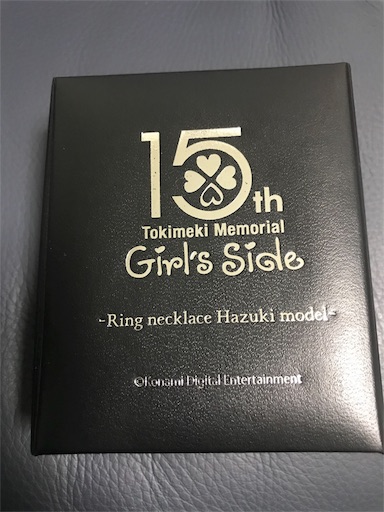 15th
Tokimeki Memorial
Girl's Side
-Ring necklace Hazuki model-
©Konami Digital Entertainment